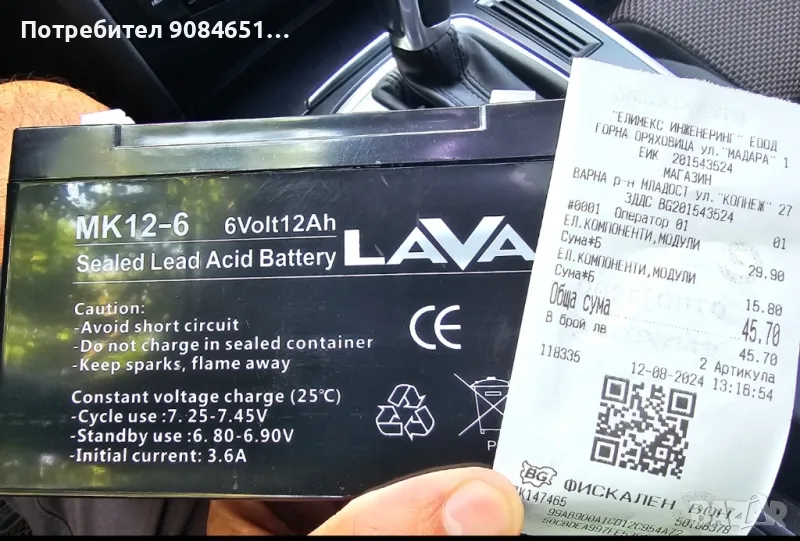 Потребител 9084651...
MK12-6 6Volt12Ah LAVA
Sealed Lead Acid Battery
Caution:
-Avoid short circuit
-Do not charge in sealed container
-Keep sparks, flame away
Constant voltage charge (25℃)
-Cycle use :7.25-7.45V
-Standby use :6.80-6.90V
-Initial current: 3.6A
CE
"ЕЛИМЕКС ИНЖЕНЕРИНГ" ЕООД
ГОРНА ОРЯХОВИЦА УЛ."МАДАРА" 1
ЕИК 201543524
МАГАЗИН
ВАРНА р-н МЛАДОСТ УЛ. "КОПНЕЖ" 27
ЗДДС BG201543524
#0001 Оператор 01 01
ЕЛ.КОМПОНЕНТИ,МОДУЛИ
Сума*Б 29.90
ЕЛ.КОМПОНЕНТИ,МОДУЛИ
Сума*Б 15.80
Обща сума 45.70
В брой лв 45.70
2 Артикула
118335 12-08-2024 13:16:54
BG
ФИСКАЛЕН БОН